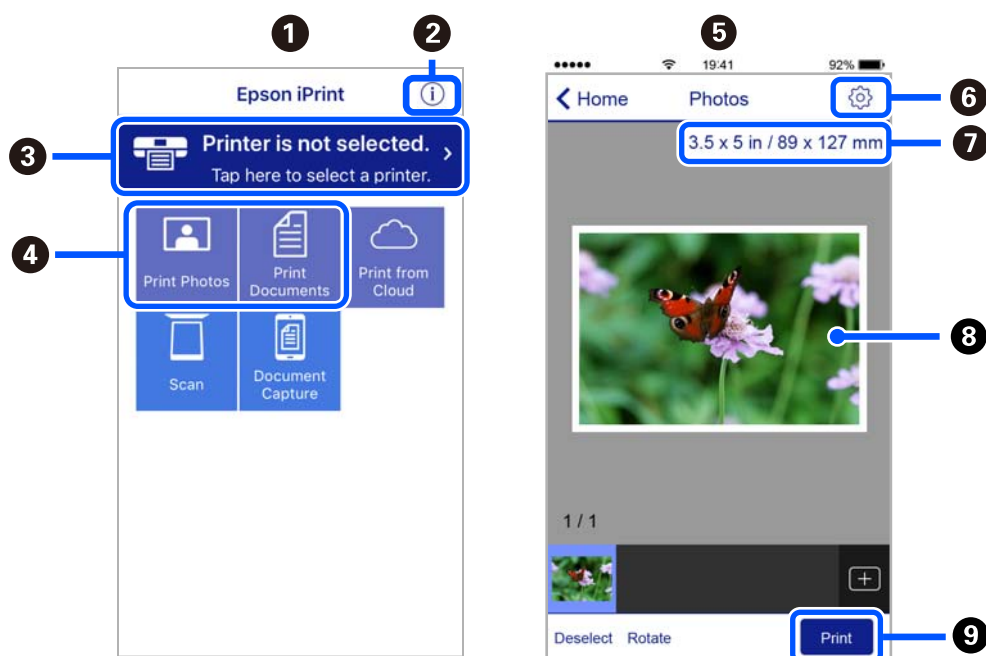 1
2
Epson iPrint
i
3
Printer is not selected.
Tap here to select a printer.
4
Print Photos
Print
Documents
Print from
Cloud
Scan
Document
Capture
5
19:41
92%
Home
Photos
6
3.5 x 5 in / 89 x 127 mm
7
8
1 / 1
Deselect
Rotate
Print
9